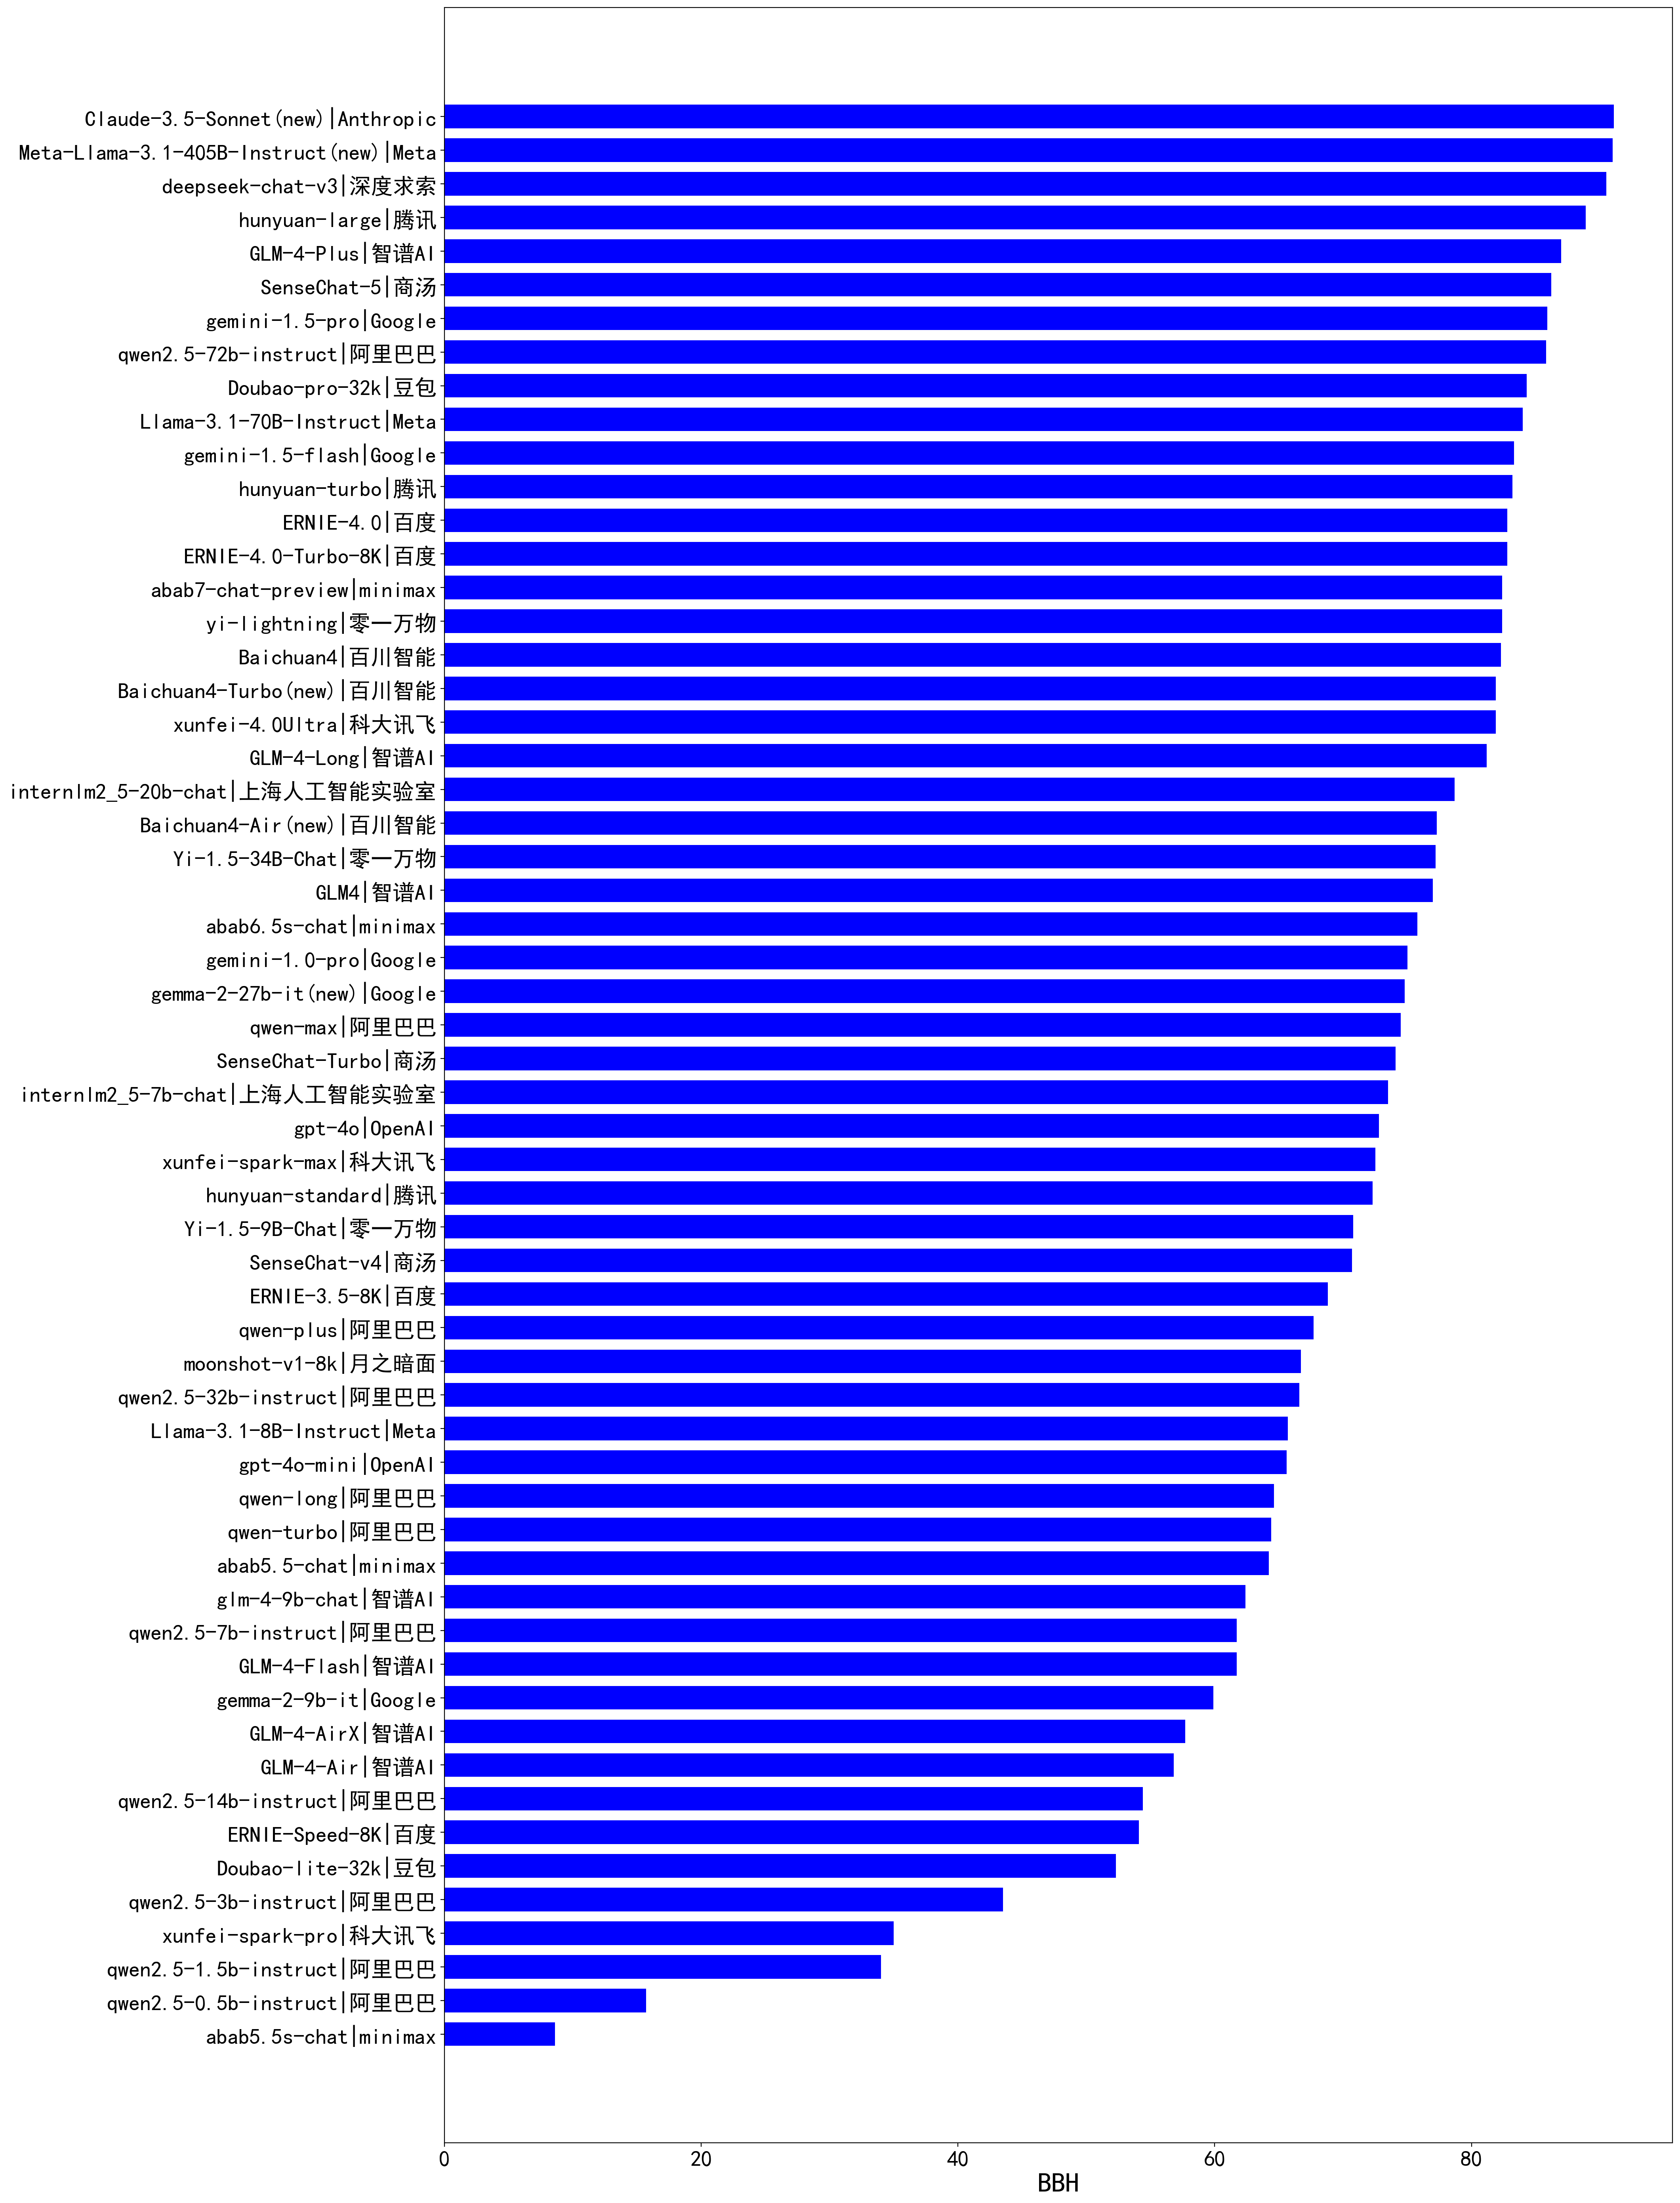 Claude-3.5-Sonnet(new)|Anthropic
Meta-Llama-3.1-405B-Instruct(new)|Meta
deepseek-chat-v3|深度求索
hunyuan-large|腾讯
GLM-4-Plus|智谱AI
SenseChat-5|商汤
gemini-1.5-pro|Google
qwen2.5-72b-instruct|阿里巴巴
Doubao-pro-32k|豆包
Llama-3.1-70B-Instruct|Meta
gemini-1.5-flash|Google
hunyuan-turbo|腾讯
ERNIE-4.0|百度
ERNIE-4.0-Turbo-8K|百度
abab7-chat-preview|minimax
yi-lightning|零一万物
Baichuan4|百川智能
Baichuan4-Turbo(new)|百川智能
xunfei-4.0Ultra|科大讯飞
GLM-4-Long|智谱AI
internlm2_5-20b-chat|上海人工智能实验室
Baichuan4-Air(new)|百川智能
Yi-1.5-34B-Chat|零一万物
GLM4|智谱AI
abab6.5s-chat|minimax
gemini-1.0-pro|Google
gemma-2-27b-it(new)|Google
qwen-max|阿里巴巴
SenseChat-Turbo|商汤
internlm2_5-7b-chat|上海人工智能实验室
gpt-4o|OpenAI
xunfei-spark-max|科大讯飞
hunyuan-standard|腾讯
Yi-1.5-9B-Chat|零一万物
SenseChat-v4|商汤
ERNIE-3.5-8K|百度
qwen-plus|阿里巴巴
moonshot-v1-8k|月之暗面
qwen2.5-32b-instruct|阿里巴巴
Llama-3.1-8B-Instruct|Meta
gpt-4o-mini|OpenAI
qwen-long|阿里巴巴
qwen-turbo|阿里巴巴
abab5.5-chat|minimax
glm-4-9b-chat|智谱AI
qwen2.5-7b-instruct|阿里巴巴
GLM-4-Flash|智谱AI
gemma-2-9b-it|Google
GLM-4-AirX|智谱AI
GLM-4-Air|智谱AI
qwen2.5-14b-instruct|阿里巴巴
ERNIE-Speed-8K|百度
Doubao-lite-32k|豆包
qwen2.5-3b-instruct|阿里巴巴
xunfei-spark-pro|科大讯飞
qwen2.5-1.5b-instruct|阿里巴巴
qwen2.5-0.5b-instruct|阿里巴巴
abab5.5s-chat|minimax
0 20 40 60 80
BBH